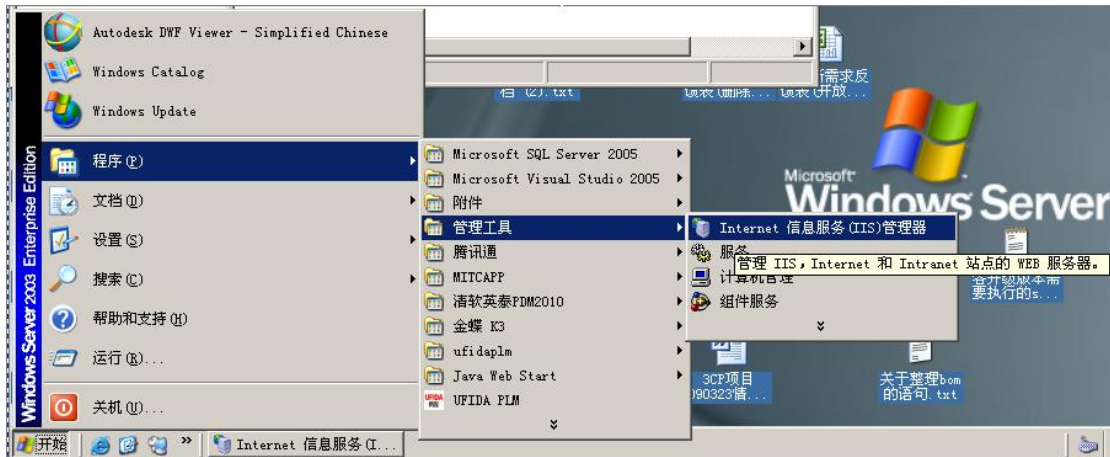 Autodesk DWF Viewer - Simplified Chinese
Windows Catalog
Windows Update
程序(P)
文档(D)
设置(S)
搜索(C)
帮助和支持(H)
运行(R)...
关机(U)...
Windows Server 2003 Enterprise Edition
Microsoft SQL Server 2005
Microsoft Visual Studio 2005
附件
管理工具
腾讯通
MITCAPP
清软英泰PDM2010
金蝶 K3
ufidaplm
Java Web Start
UFIDA PLM
Internet 信息服务(IIS)管理器
服务
管理 IIS,Internet 和 Intranet 站点的 WEB 服务器。
计算机管理
组件服务
档 (2).txt
需求反
馈表(开放...
Microsoft
Windows Server
要执行的s...
3CP项目
关于整理bom
的语句.txt
开始
Internet 信息服务(I...